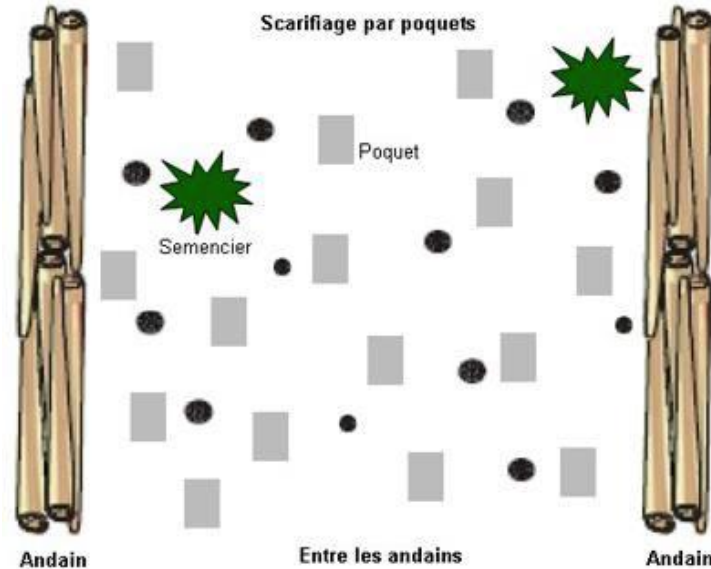 Scarifiage par poquets
Poquet
Semencier
Andain
Entre les andains
Andain